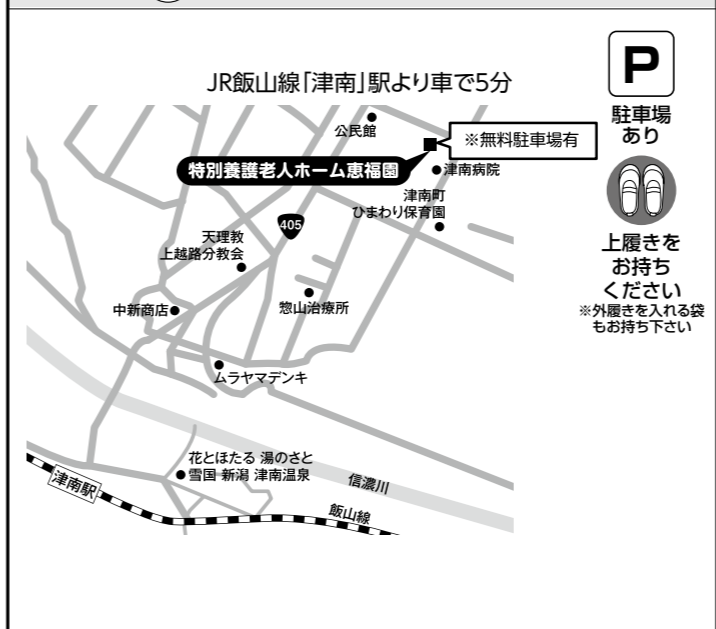 JR飯山線「津南」駅より車で5分
P
駐車場
あり
公民館
※無料駐車場有
特別養護老人ホーム恵福園
津南病院
津南町
ひまわり保育園
405
天理教
上越路分教会
上履きを
お持ち
ください
※外履きを入れる袋
もお持ち下さい
中新商店
惣山治療所
ムラヤマデンキ
花とほたる 湯のさと
雪国 新潟 津南温泉
津南駅
信濃川
飯山線